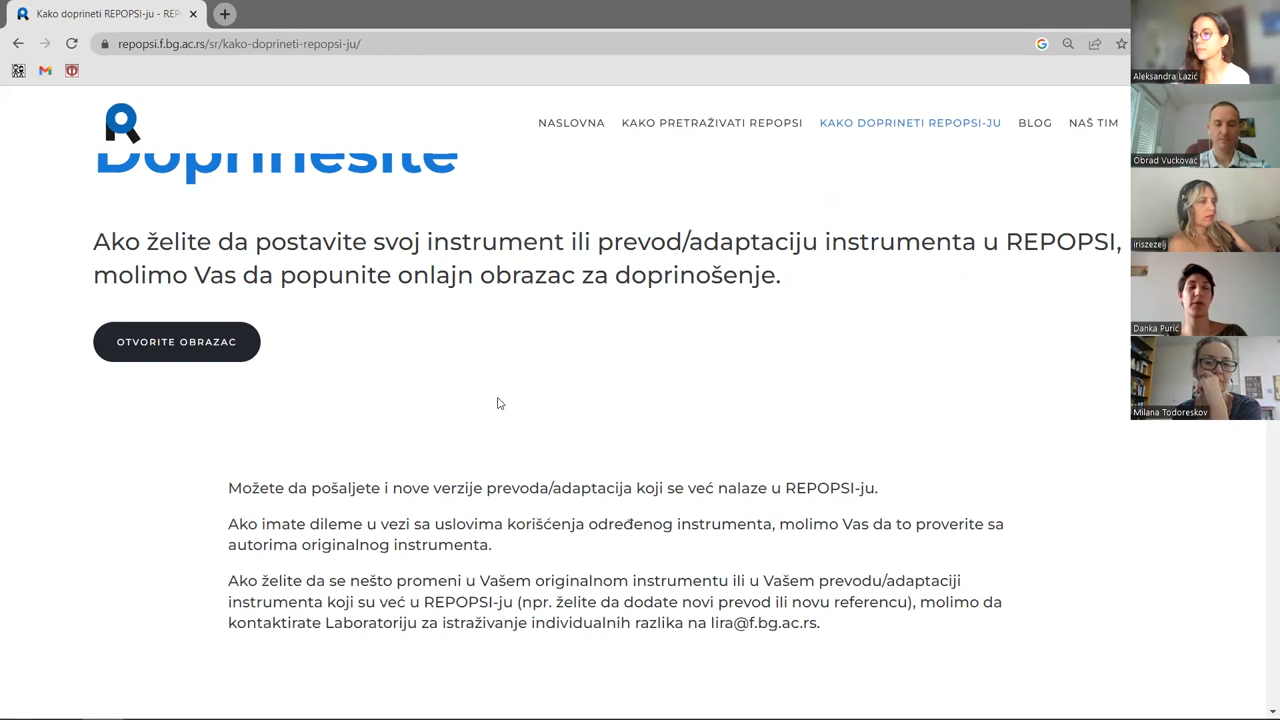 Kako doprineti REPOPSI-ju - REP
repopsi.f.bg.ac.rs/sr/kako-doprineti-repopsi-ju/
NASLOVNA KAKO PRETRAŽIVATI REPOPSI KAKO DOPRINETI REPOPSI-JU BLOG NAŠ TIM
Doprinesite
Ako želite da postavite svoj instrument ili prevod/adaptaciju instrumenta u REPOPSI,
molimo Vas da popunite onlajn obrazac za doprinošenje.
OTVORITE OBRAZAC
Možete da pošaljete i nove verzije prevoda/adaptacija koji se već nalaze u REPOPSI-ju.
Ako imate dileme u vezi sa uslovima korišćenja određenog instrumenta, molimo Vas da to proverite sa
autorima originalnog instrumenta.
Ako želite da se nešto promeni u Vašem originalnom instrumentu ili u Vašem prevodu/adaptaciji
instrumenta koji su već u REPOPSI-ju (npr. želite da dodate novi prevod ili novu referencu), molimo da
kontaktirate Laboratoriju za istraživanje individualnih razlika na lira@f.bg.ac.rs.
Aleksandra Lazić
Obrad Vuckovac
iriszezelj
Danka Purić
Milana Todoreskov